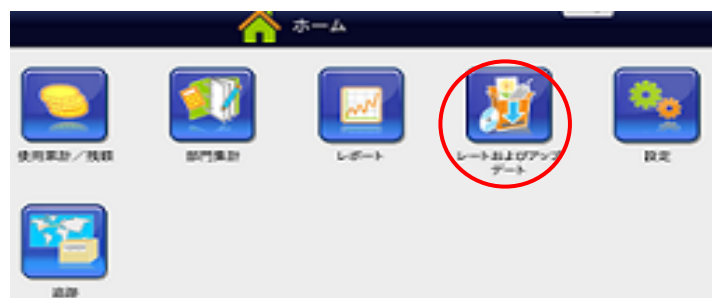 ホーム
使用累計／残額
部門集計
レポート
レートおよびアップ
デート
設定
追跡